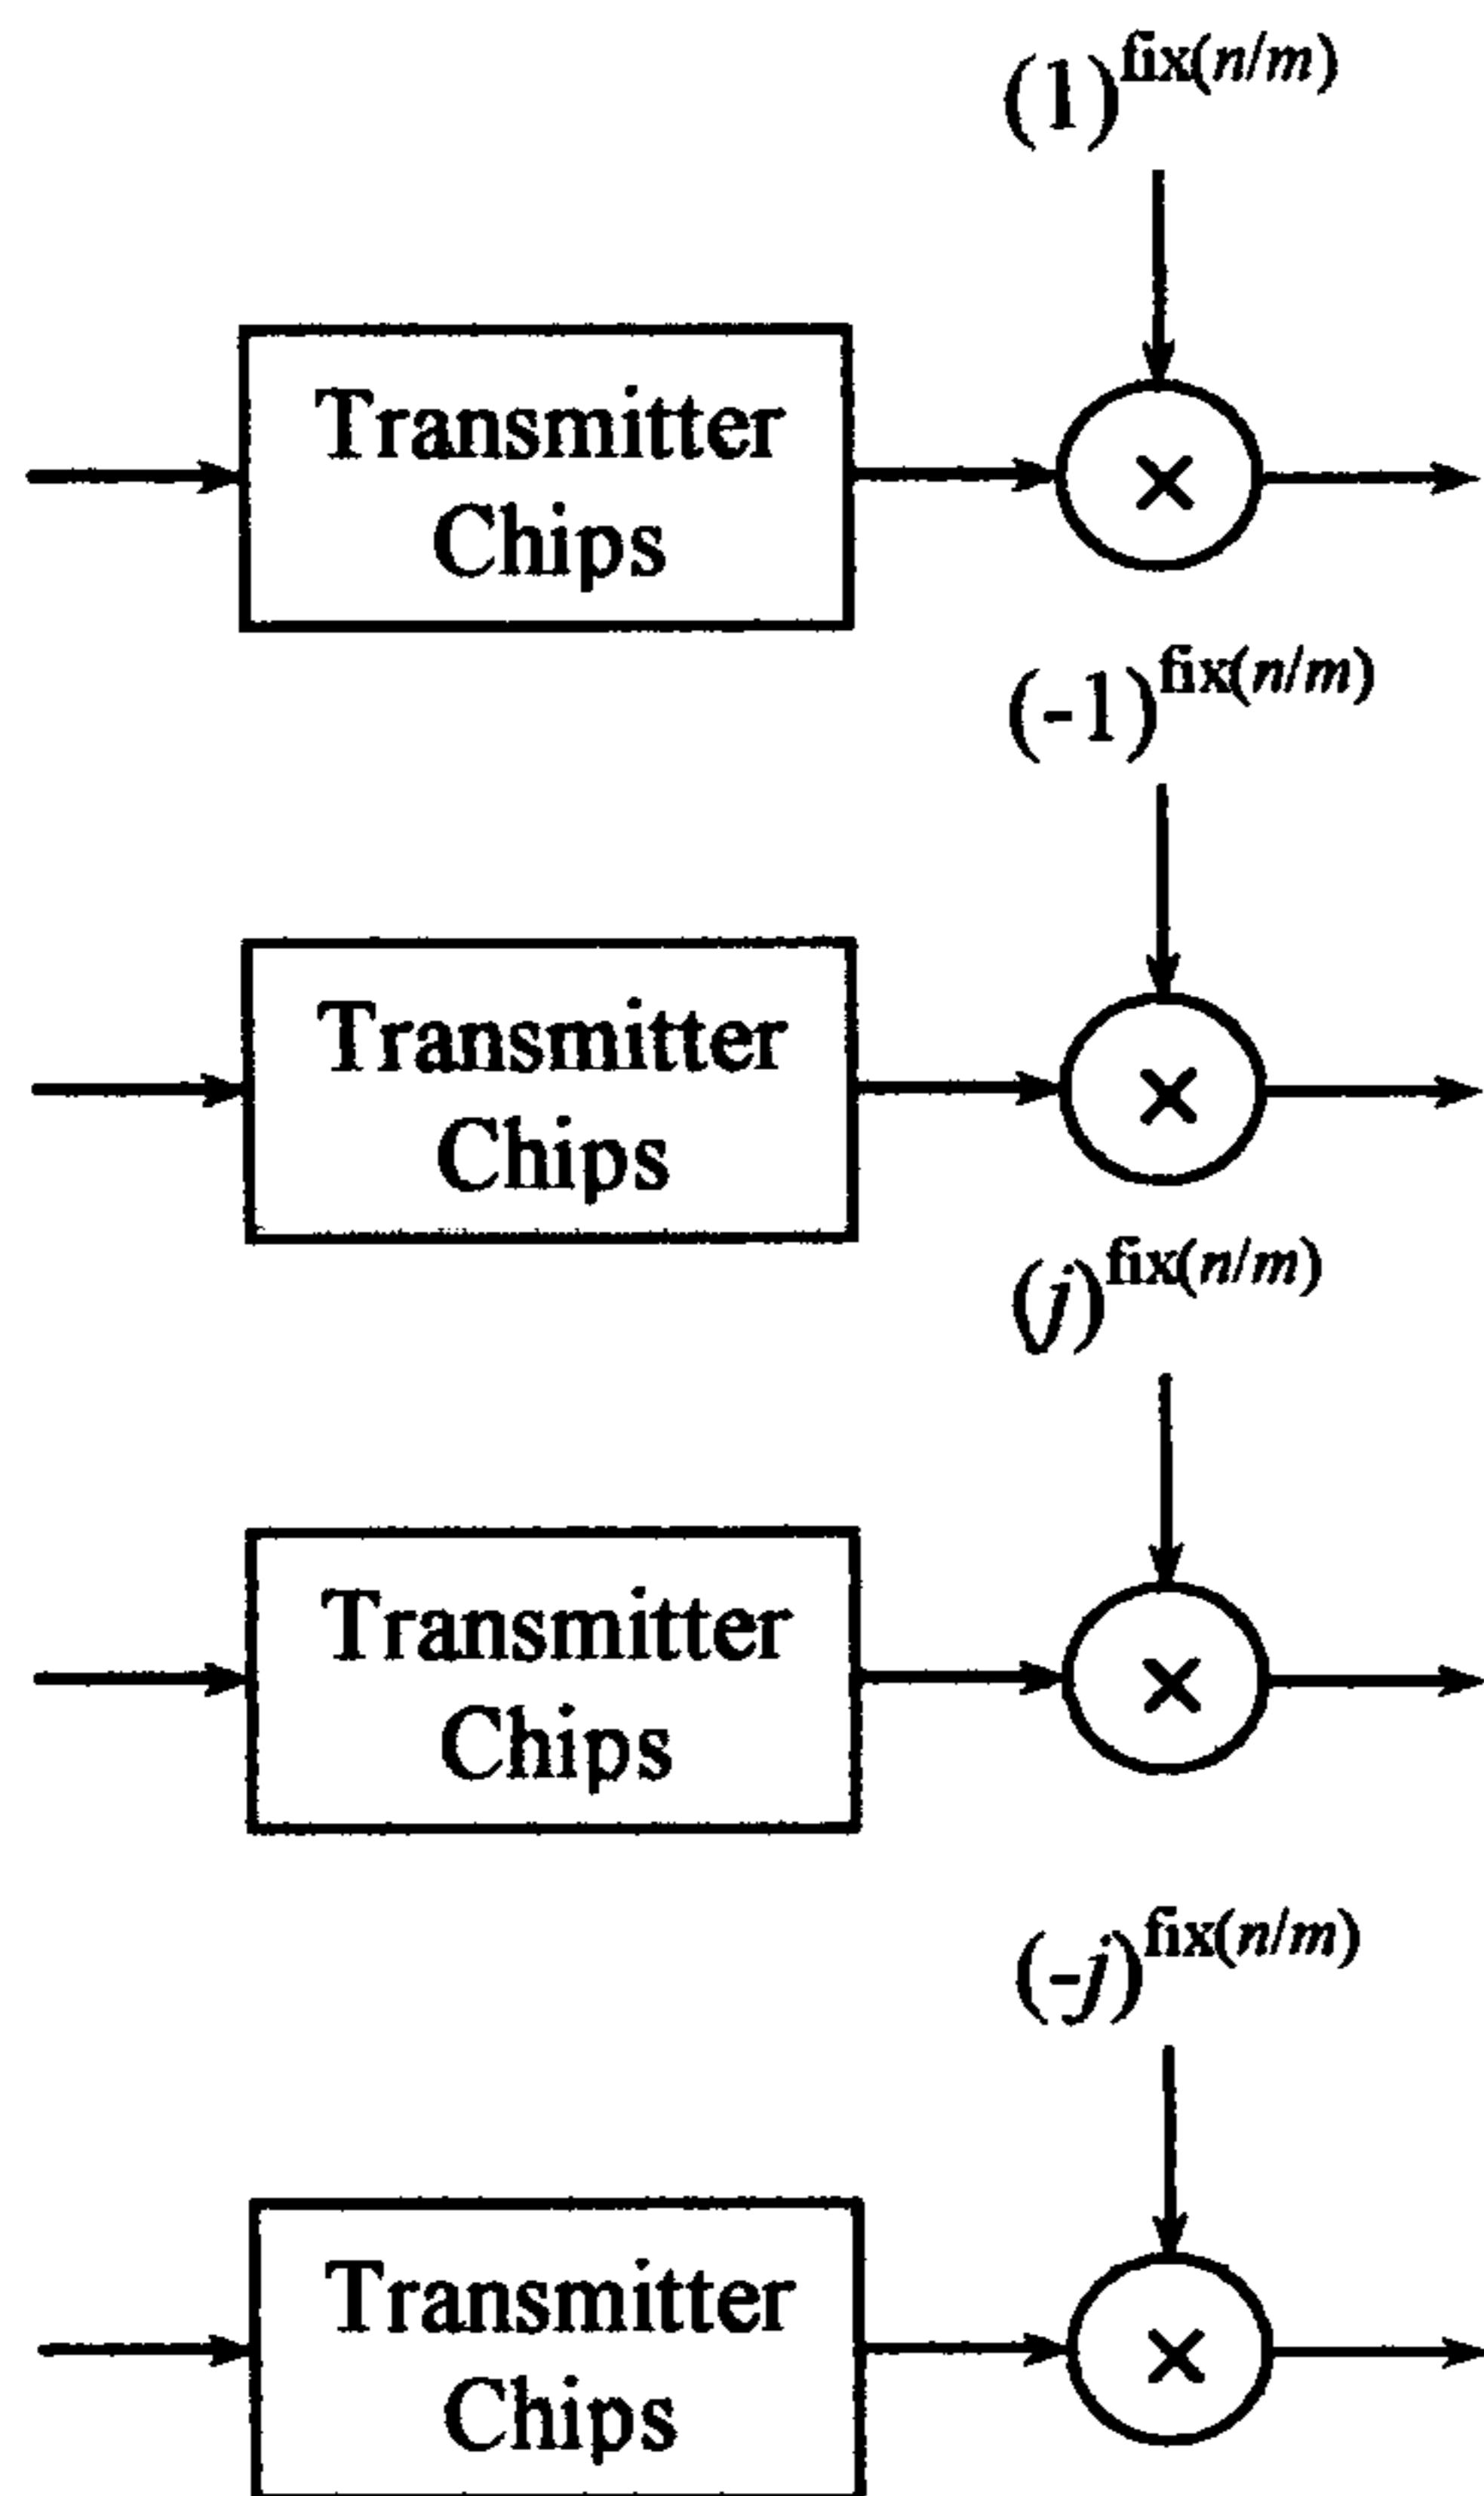 (1)^fix(n/m)
Transmitter
Chips
×
(-1)^fix(n/m)
Transmitter
Chips
×
(j)^fix(n/m)
Transmitter
Chips
×
(-j)^fix(n/m)
Transmitter
Chips
×